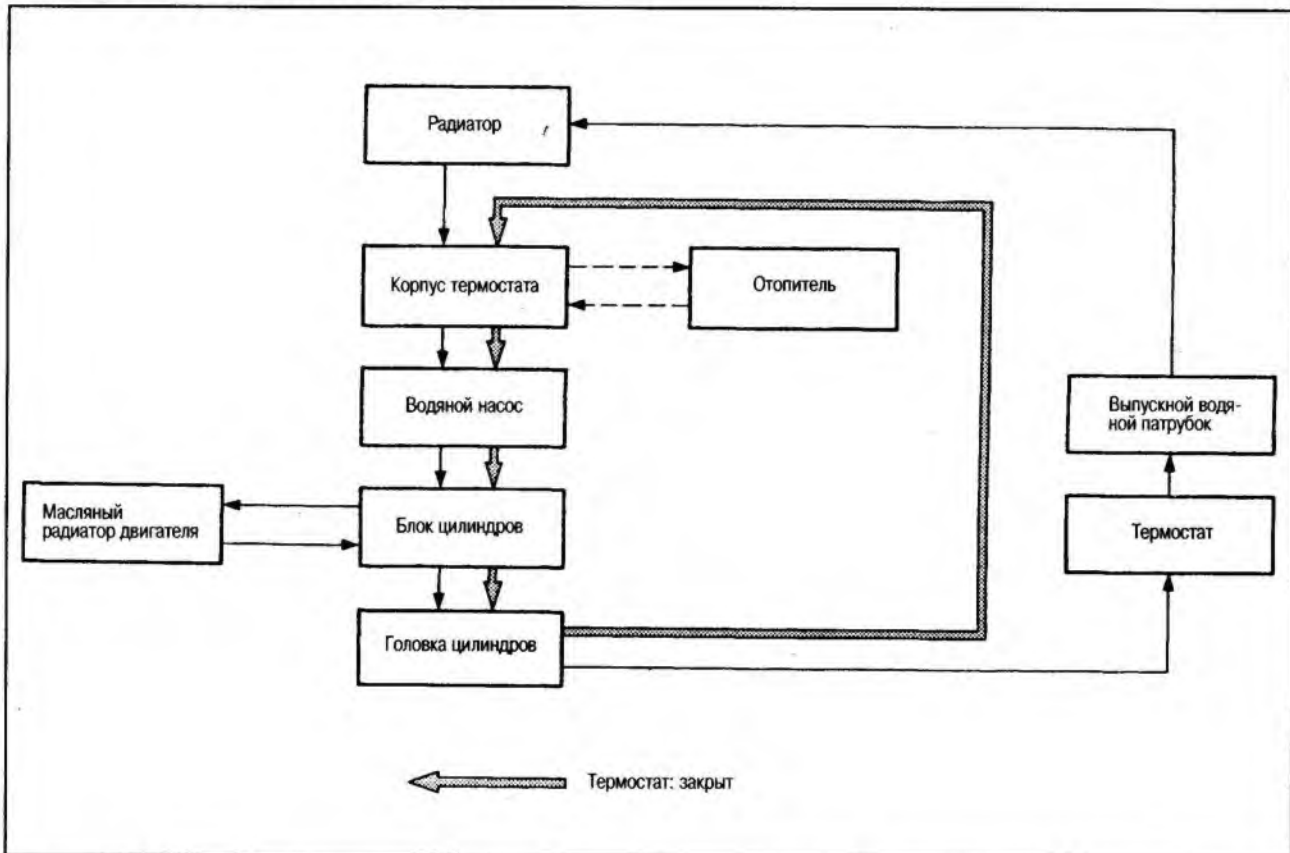 Радиатор
Корпус термостата
Отопитель
Водяной насос
Выпускной водя-
ной патрубок
Масляный
радиатор двигателя
Блок цилиндров
Термостат
Головка цилиндров
Термостат: закрыт